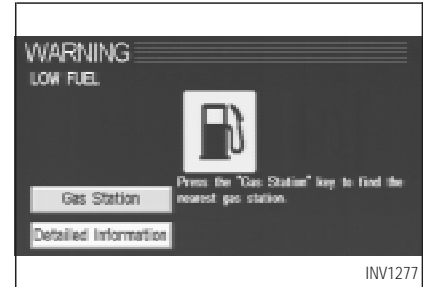 WARNING
LOW FUEL
Press the "Gas Station" key to find the
nearest gas station.
Gas Station
Detailed Information
INV1277